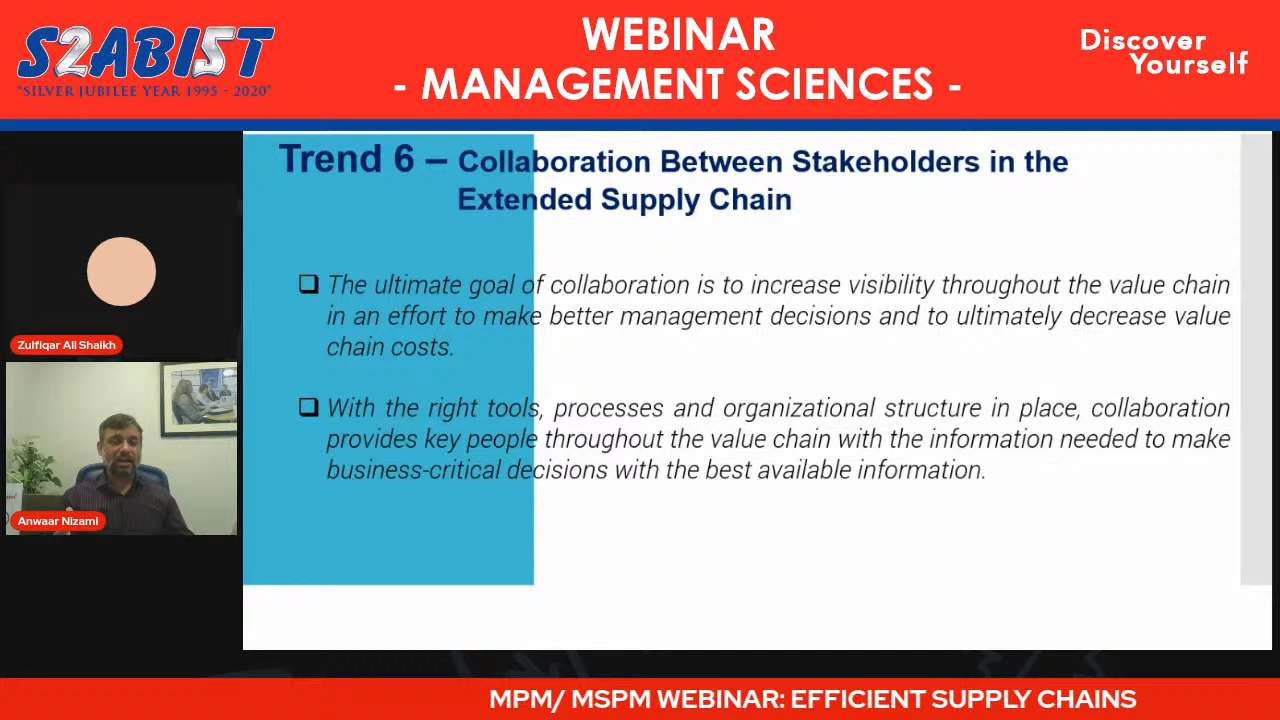 SZABIST
"SILVER JUBILEE YEAR 1995 - 2020"
WEBINAR
- MANAGEMENT SCIENCES -
Discover
Yourself
Trend 6 – Collaboration Between Stakeholders in the
Extended Supply Chain
❑ The ultimate goal of collaboration is to increase visibility throughout the value chain
in an effort to make better management decisions and to ultimately decrease value
chain costs.
❑ With the right tools, processes and organizational structure in place, collaboration
provides key people throughout the value chain with the information needed to make
business-critical decisions with the best available information.
Zulfiqar Ali Shaikh
Anwaar Nizami
MPM/ MSPM WEBINAR: EFFICIENT SUPPLY CHAINS